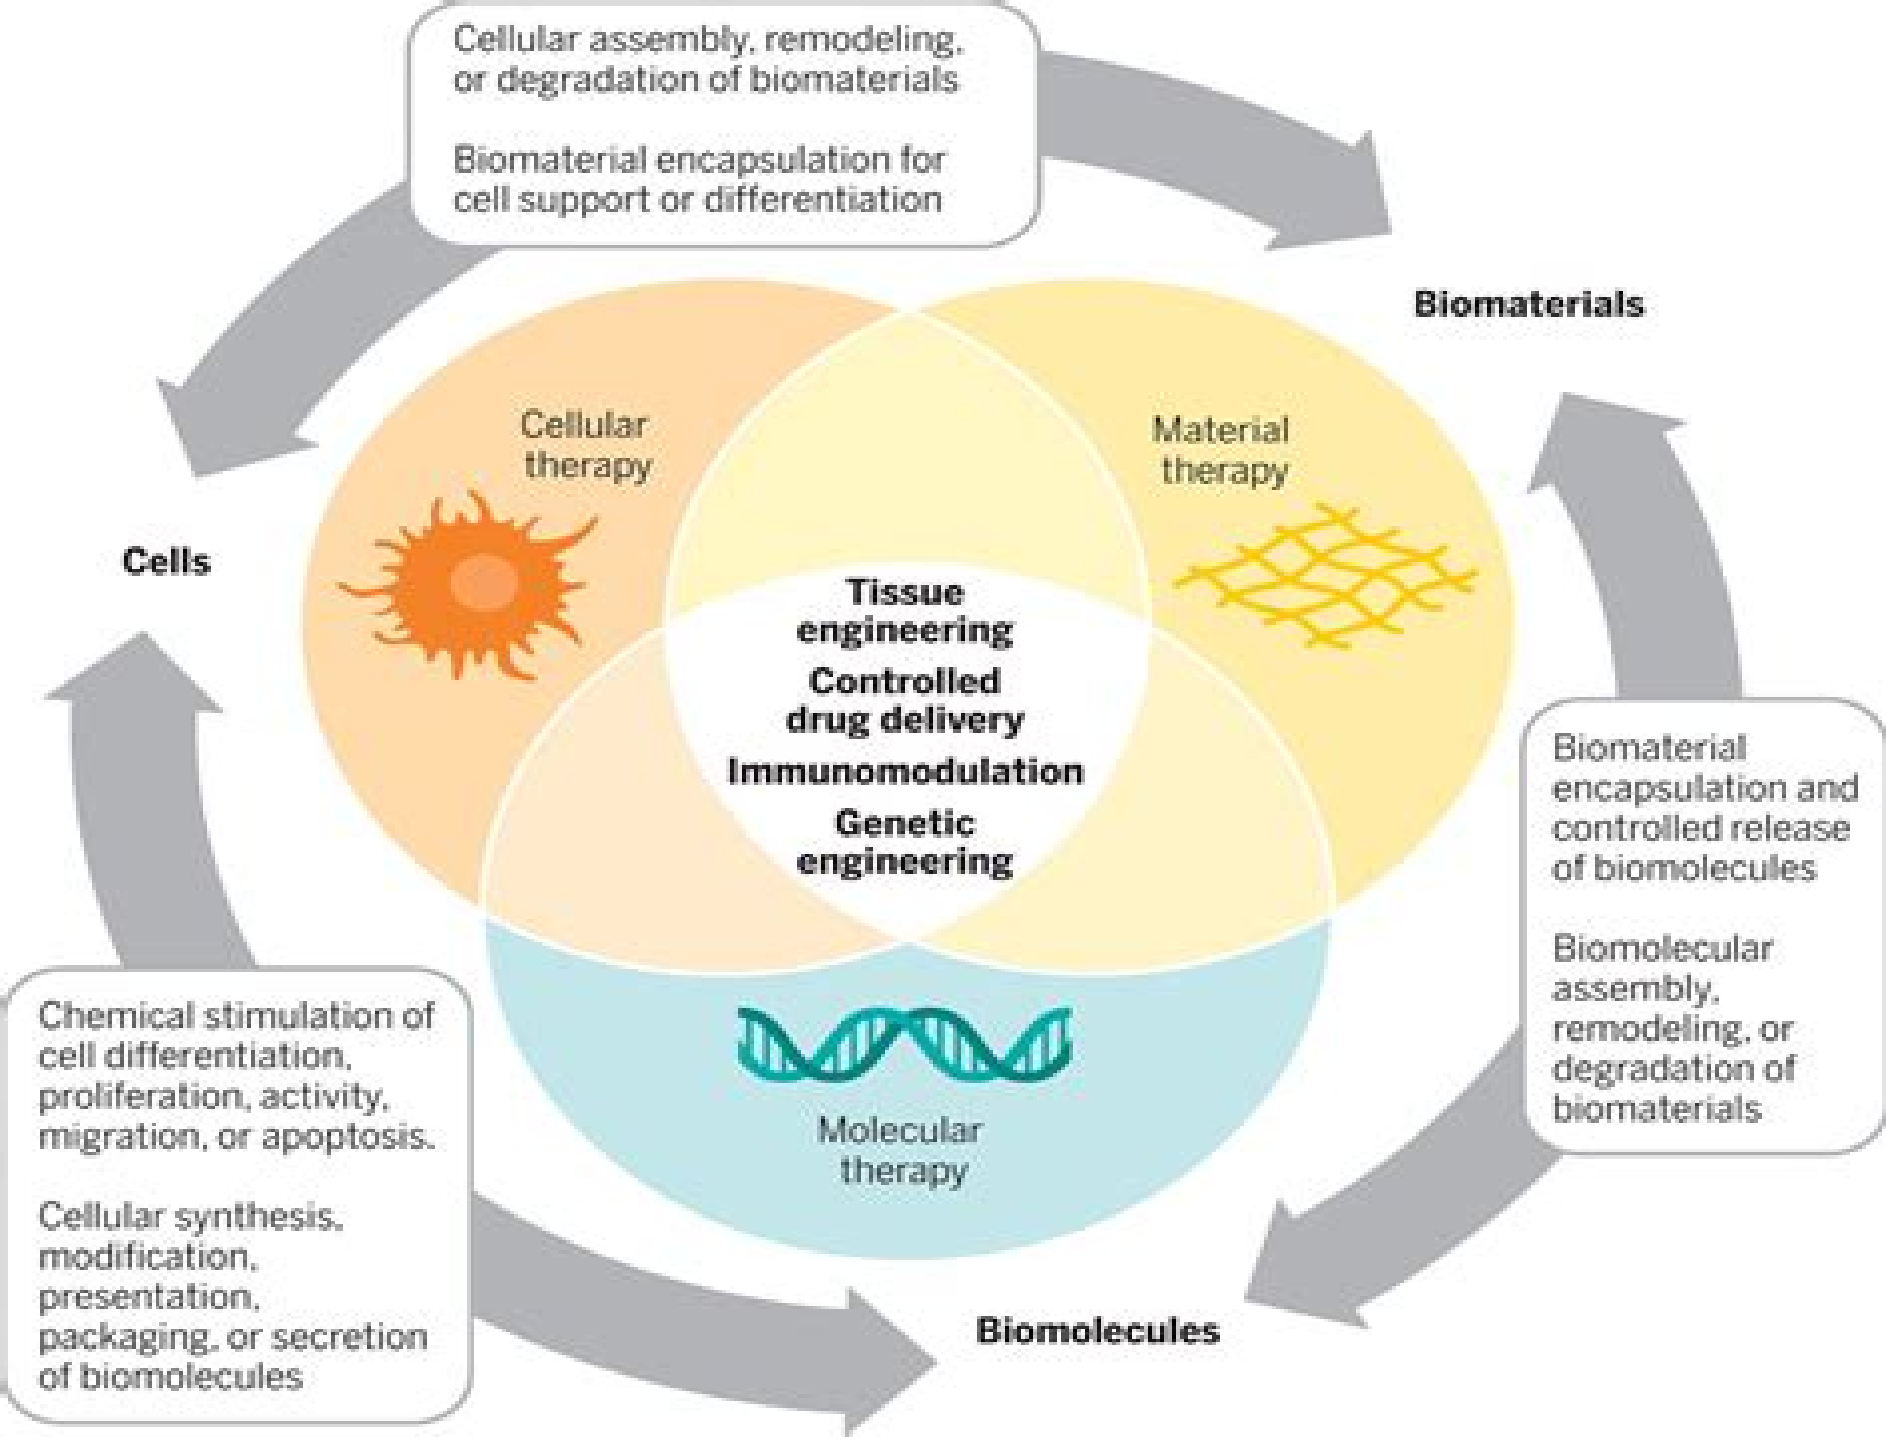 Cellular assembly, remodeling,
or degradation of biomaterials
Biomaterial encapsulation for
cell support or differentiation
Biomaterials
Cellular
therapy
Material
therapy
Cells
Tissue
engineering
Controlled
drug delivery
Immunomodulation
Genetic
engineering
Biomaterial
encapsulation and
controlled release
of biomolecules
Biomolecular
assembly,
remodeling, or
degradation of
biomaterials
Chemical stimulation of
cell differentiation,
proliferation, activity,
migration, or apoptosis.
Cellular synthesis,
modification,
presentation,
packaging, or secretion
of biomolecules
Molecular
therapy
Biomolecules